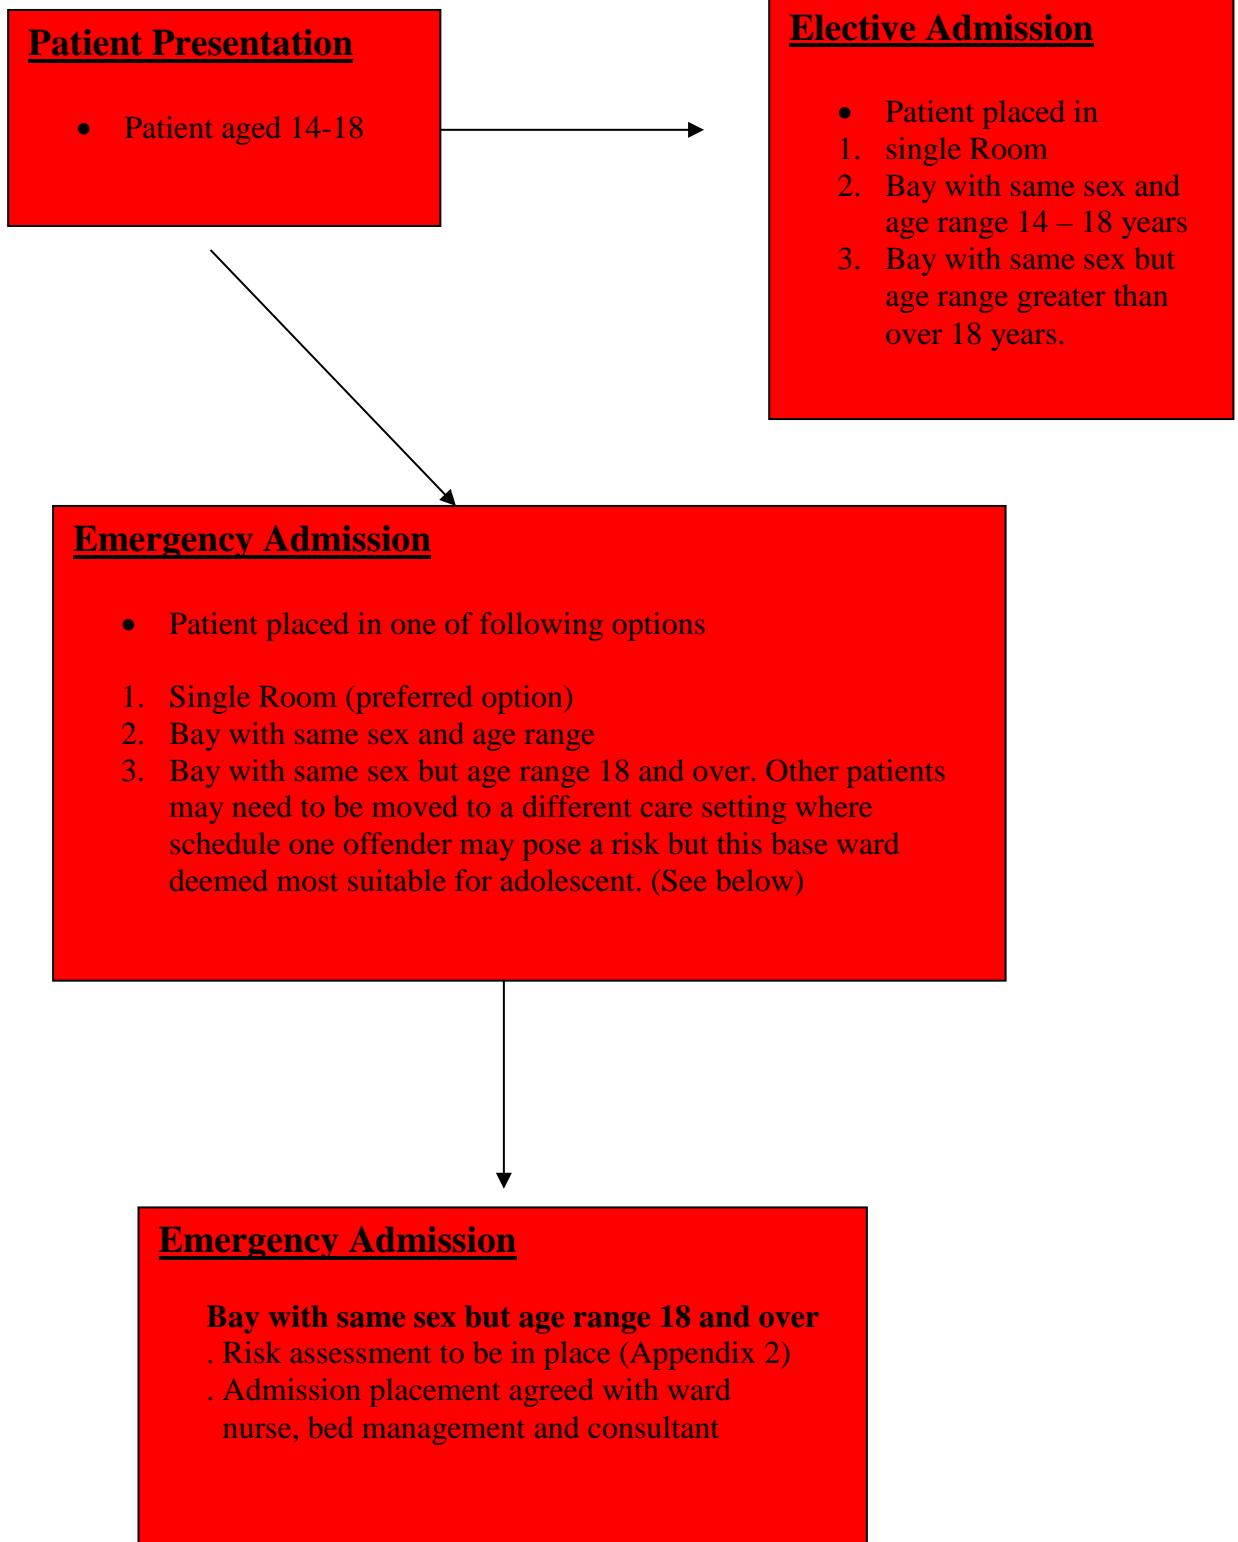 Patient Presentation
• Patient aged 14-18
Elective Admission
• Patient placed in
1. single Room
2. Bay with same sex and
age range 14 – 18 years
3. Bay with same sex but
age range greater than
over 18 years.
Emergency Admission
• Patient placed in one of following options
1. Single Room (preferred option)
2. Bay with same sex and age range
3. Bay with same sex but age range 18 and over. Other patients
may need to be moved to a different care setting where
schedule one offender may pose a risk but this base ward
deemed most suitable for adolescent. (See below)
Emergency Admission
Bay with same sex but age range 18 and over
. Risk assessment to be in place (Appendix 2)
. Admission placement agreed with ward
nurse, bed management and consultant